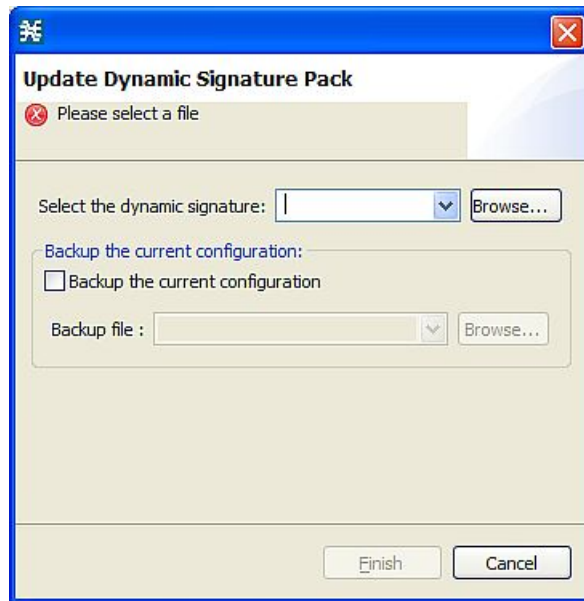 Update Dynamic Signature Pack
Please select a file
Select the dynamic signature: Browse...
Backup the current configuration:
Backup the current configuration
Backup file : Browse...
Finish Cancel